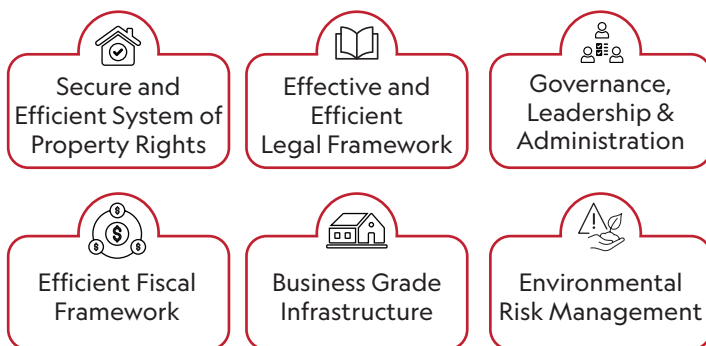 Secure and
Efficient System of
Property Rights
Effective and
Efficient
Legal Framework
Governance,
Leadership &
Administration
$
$
$
$
Efficient Fiscal
Framework
Business Grade
Infrastructure
Environmental
Risk Management